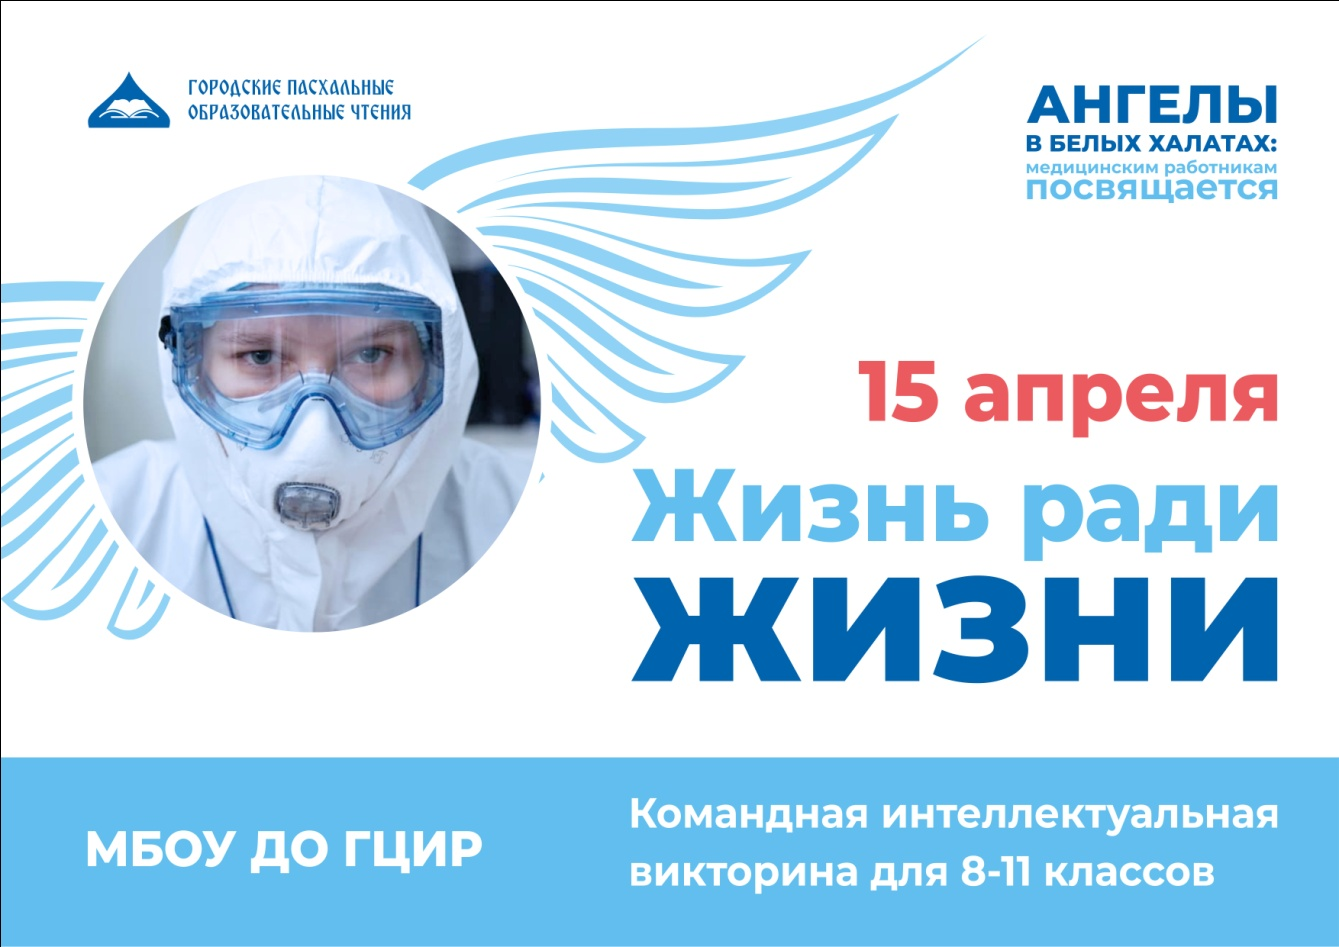 ГОРОДСКИЕ ПАСХАЛЬНЫЕ
ОБРАЗОВАТЕЛЬНЫЕ ЧТЕНИЯ
АНГЕЛЫ
В БЕЛЫХ ХАЛАТАХ:
медицинским работникам
посвящается
15 апреля
Жизнь ради
жизни
МБОУ ДО ГЦИР
Командная интеллектуальная
викторина для 8-11 классов